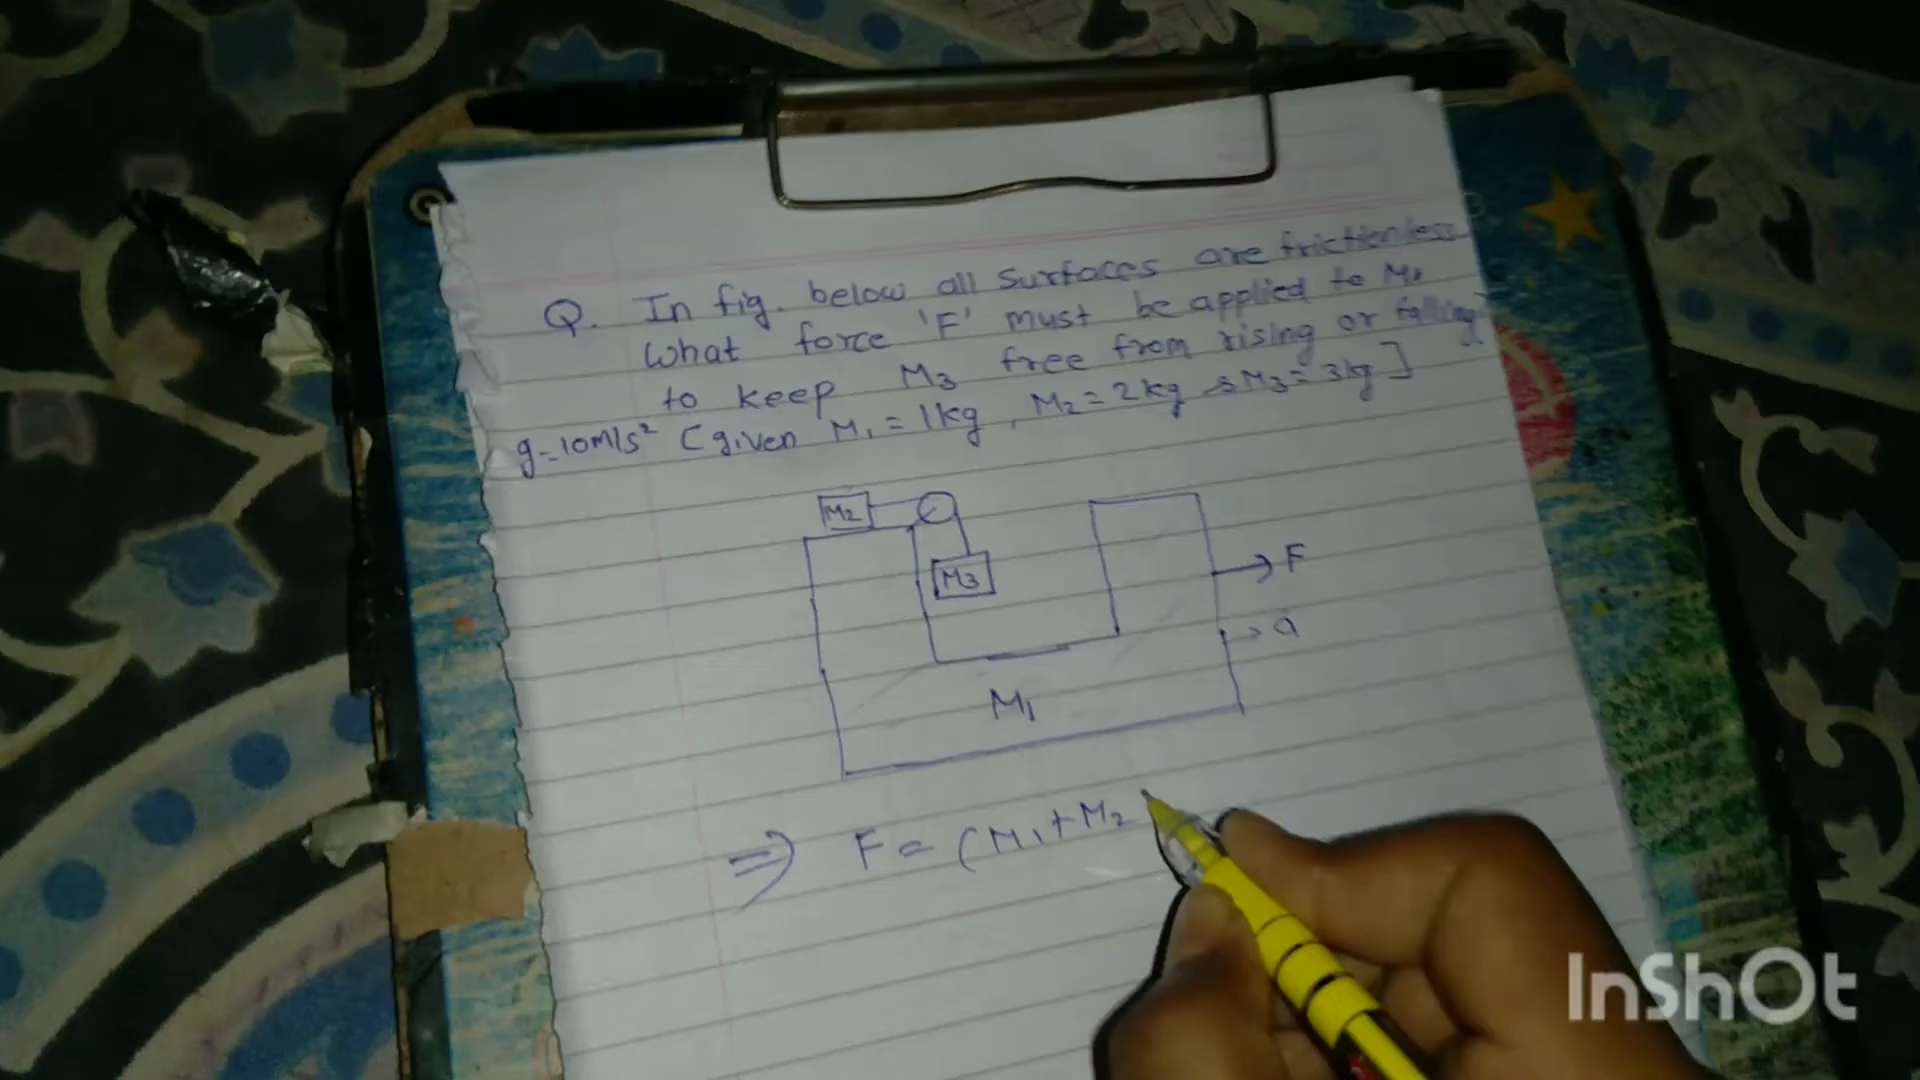 Q. In fig. below all surfaces are frictionless
What force 'F' must be applied to M₁
to keep M₃ free from rising or falling?
g=10M/s² (given M₁ = 1kg, M₂ = 2kg & M₃ = 3kg]
M₂
M₃
→ F
→ a
M₁
⇒ F = (M₁+M₂
InShOt